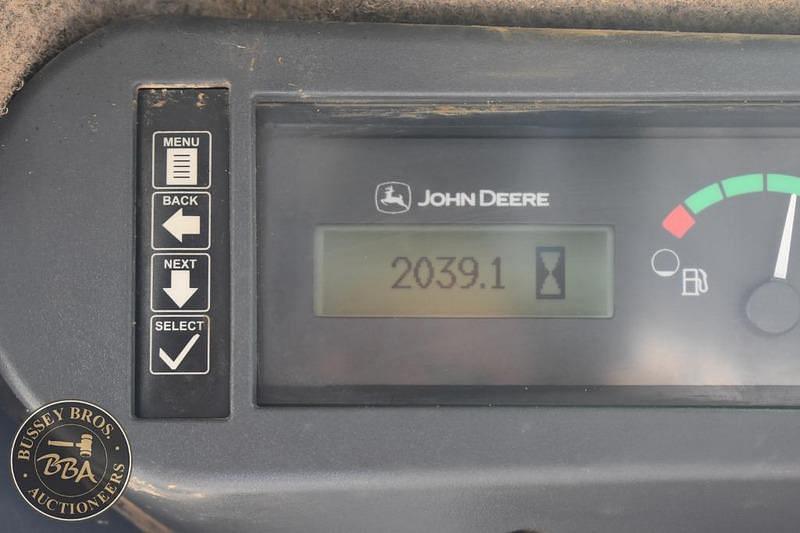 MENU
BACK
NEXT
SELECT
JOHN DEERE
2039.1
BUSSEY BROS.
BBA
AUCTIONEERS